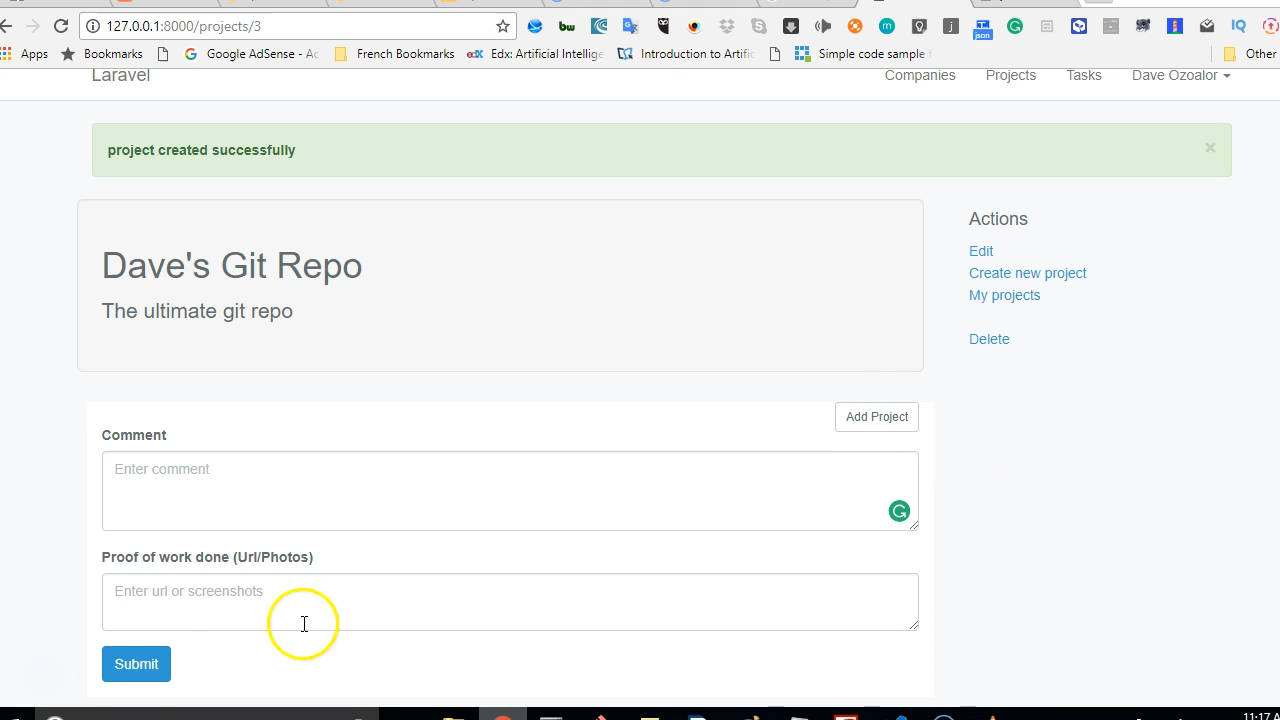 127.0.0.1:8000/projects/3
Apps Bookmarks Google AdSense - Ac French Bookmarks edX Edx: Artificial Intellige Introduction to Artific Simple code sample f Other
Laravel Companies Projects Tasks Dave Ozoalor
project created successfully ×
Dave's Git Repo
The ultimate git repo
Actions
Edit
Create new project
My projects
Delete
Add Project
Comment
Enter comment
Proof of work done (Url/Photos)
Enter url or screenshots
Submit
11:17 A